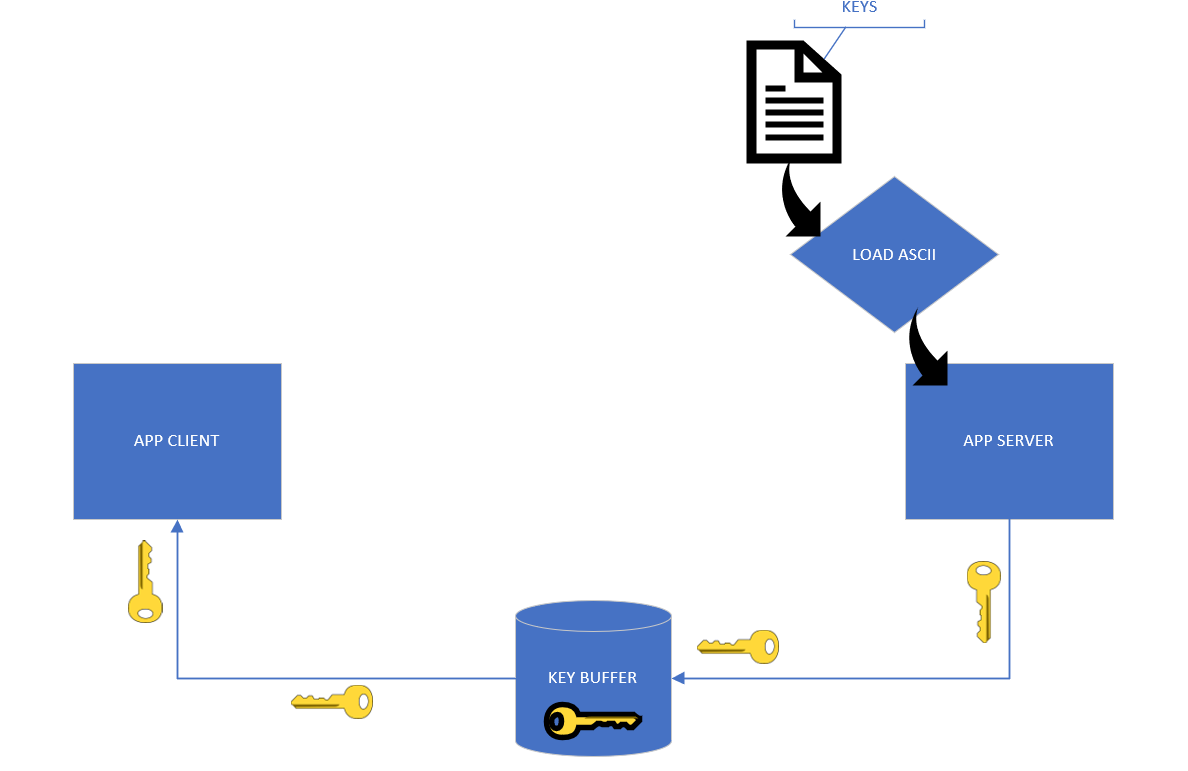 KEYS
LOAD ASCII
APP CLIENT
APP SERVER
KEY BUFFER